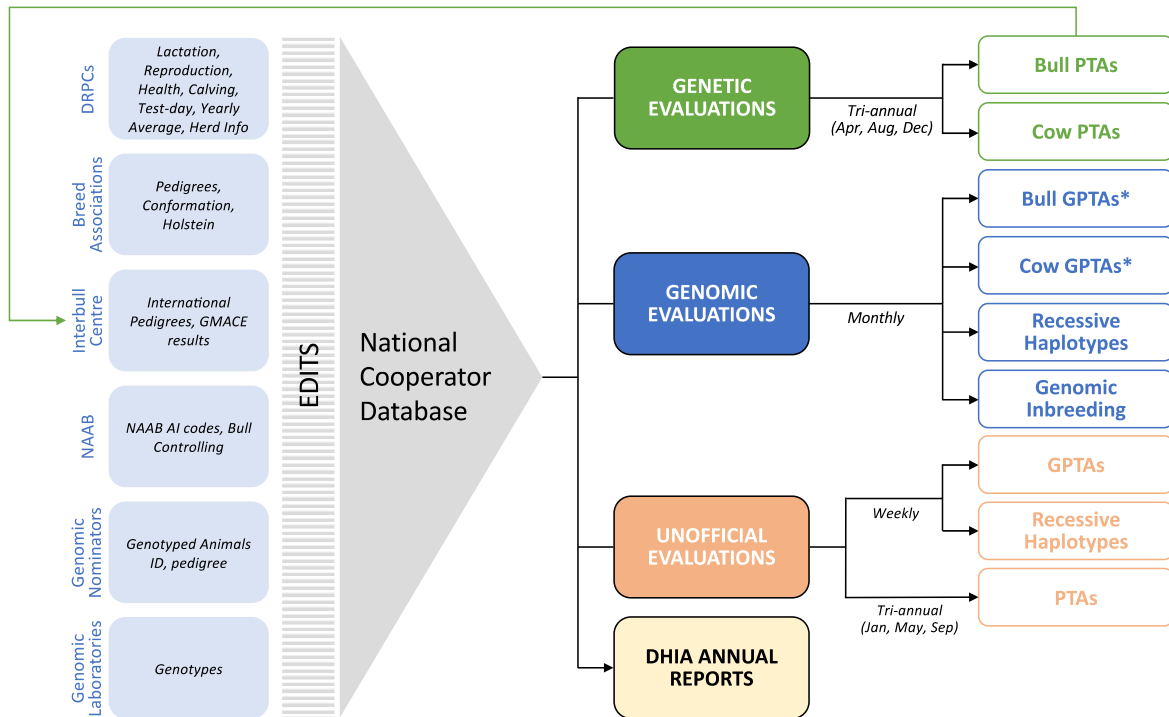 DRPCs
Lactation,
Reproduction,
Health, Calving,
Test-day, Yearly
Average, Herd Info
Breed
Associations
Pedigrees,
Conformation,
Holstein
Interbull
Centre
International
Pedigrees, GMACE
results
NAAB
NAAB AI codes, Bull
Controlling
Genomic
Nominators
Genotyped Animals
ID, pedigree
Genomic
Laboratories
Genotypes
EDITS
National
Cooperator
Database
GENETIC
EVALUATIONS
Tri-annual
(Apr, Aug, Dec)
Bull PTAs
Cow PTAs
GENOMIC
EVALUATIONS
Monthly
Bull GPTAs*
Cow GPTAs*
Recessive
Haplotypes
Genomic
Inbreeding
UNOFFICIAL
EVALUATIONS
Weekly
GPTAs
Recessive
Haplotypes
Tri-annual
(Jan, May, Sep)
PTAs
DHIA ANNUAL
REPORTS